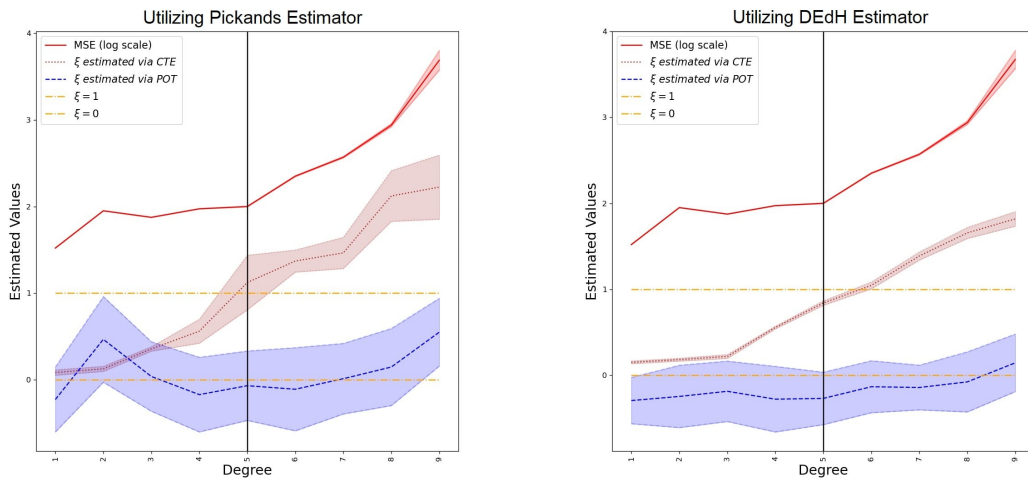 Utilizing Pickands Estimator
4
MSE (log scale)
ξ estimated via CTE
ξ estimated via POT
ξ = 1
ξ = 0
3
2
1
0
Estimated Values
1 2 3 4 5 6 7 8 9
Degree
Utilizing DEdH Estimator
4
MSE (log scale)
ξ estimated via CTE
ξ estimated via POT
ξ = 1
ξ = 0
3
2
1
0
Estimated Values
1 2 3 4 5 6 7 8 9
Degree